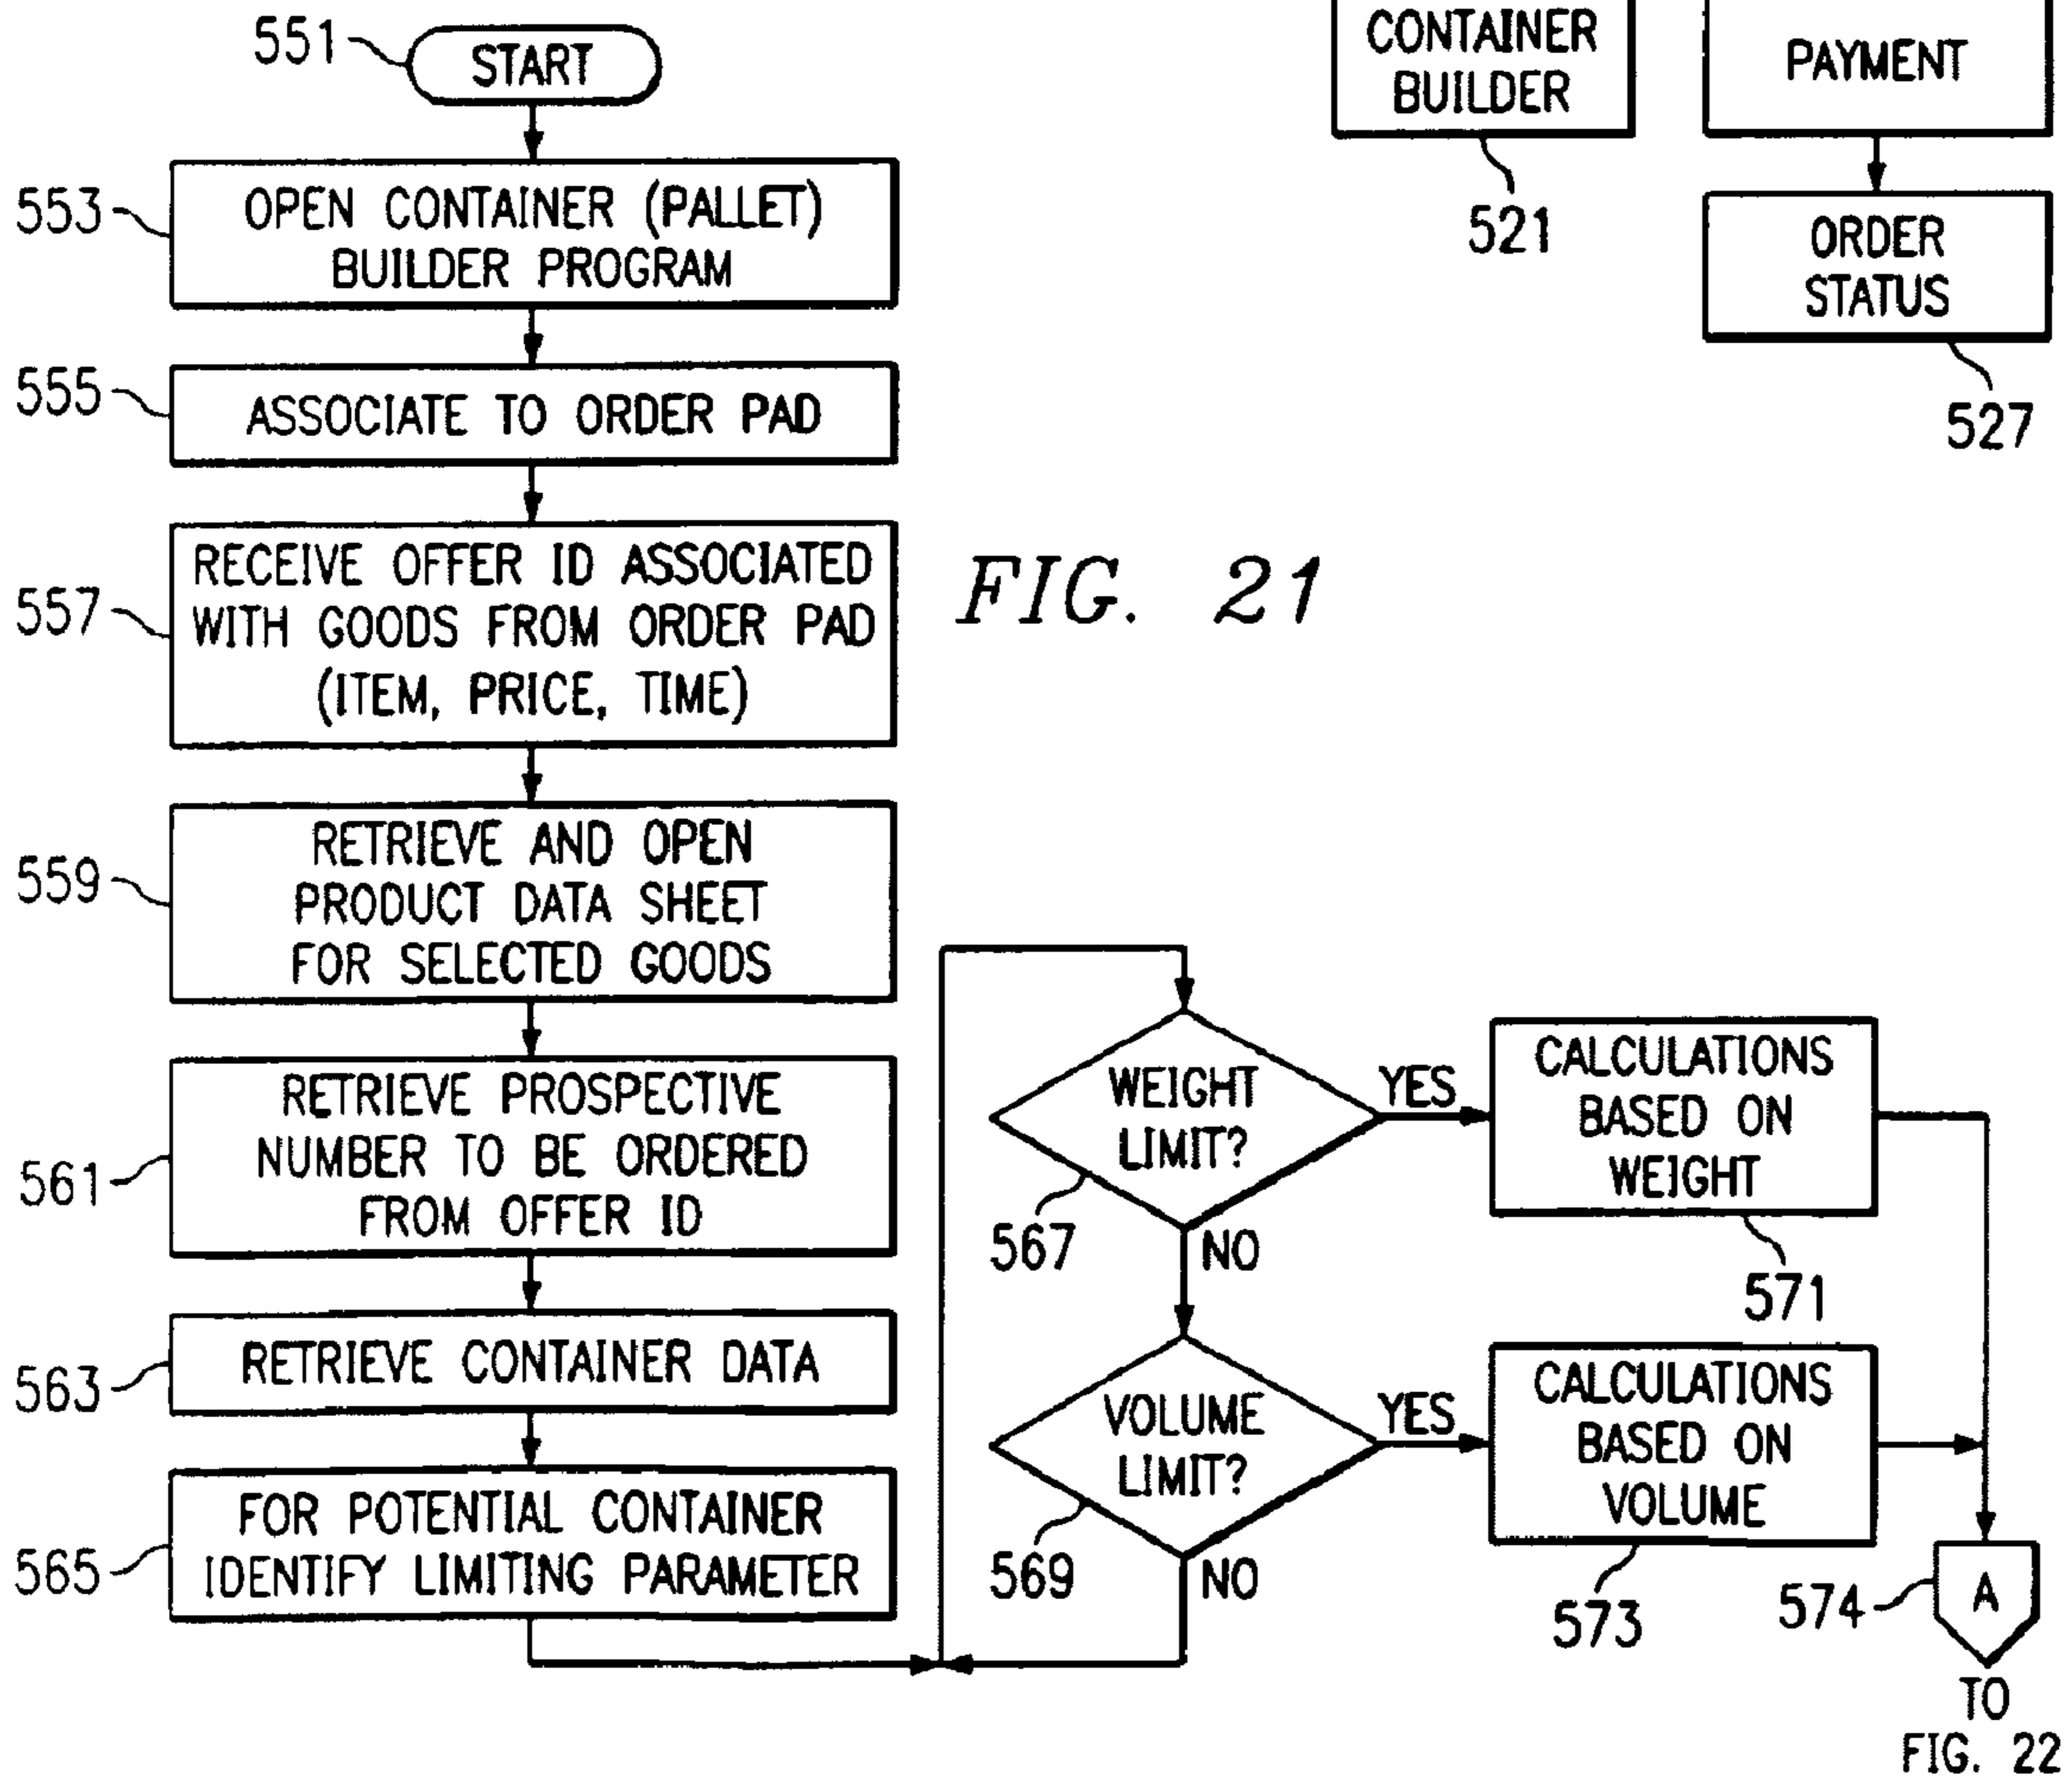 551
START
553
OPEN CONTAINER (PALLET)
BUILDER PROGRAM
555
ASSOCIATE TO ORDER PAD
557
RECEIVE OFFER ID ASSOCIATED
WITH GOODS FROM ORDER PAD
(ITEM, PRICE, TIME)
559
RETRIEVE AND OPEN
PRODUCT DATA SHEET
FOR SELECTED GOODS
561
RETRIEVE PROSPECTIVE
NUMBER TO BE ORDERED
FROM OFFER ID
563
RETRIEVE CONTAINER DATA
565
FOR POTENTIAL CONTAINER
IDENTIFY LIMITING PARAMETER
CONTAINER
BUILDER
521
PAYMENT
ORDER
STATUS
527
FIG. 21
WEIGHT
LIMIT?
567
YES
NO
CALCULATIONS
BASED ON
WEIGHT
571
VOLUME
LIMIT?
569
YES
NO
CALCULATIONS
BASED ON
VOLUME
573
574
A
TO
FIG. 22